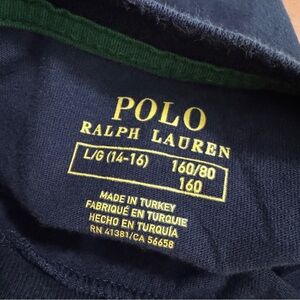 POLO
RALPH LAUREN
L/G (14-16) 160/80
160
MADE IN TURKEY
FABRIQUÉ EN TURQUIE
HECHO EN TURQUÍA
RN 41381/CA 56658